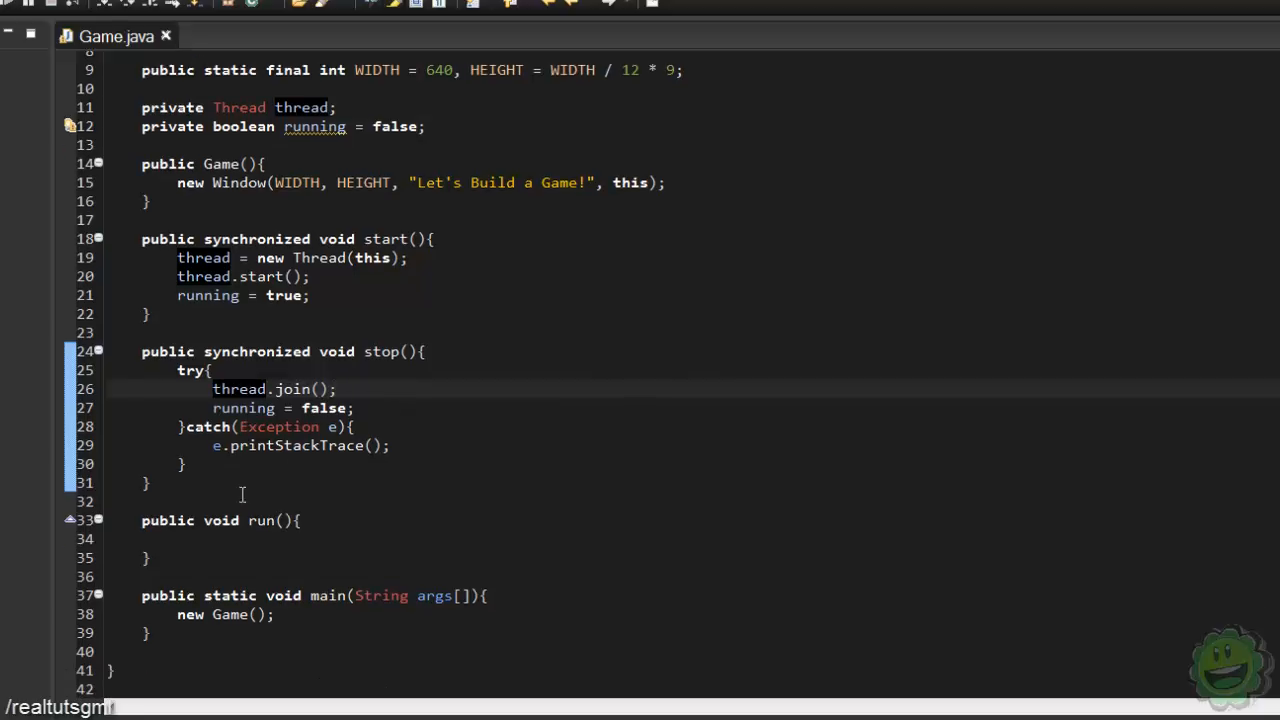 Game.java
8
9 public static final int WIDTH = 640, HEIGHT = WIDTH / 12 * 9;
10
11 private Thread thread;
12 private boolean running = false;
13
14 public Game(){
15 new Window(WIDTH, HEIGHT, "Let's Build a Game!", this);
16 }
17
18 public synchronized void start(){
19 thread = new Thread(this);
20 thread.start();
21 running = true;
22 }
23
24 public synchronized void stop(){
25 try{
26 thread.join();
27 running = false;
28 }catch(Exception e){
29 e.printStackTrace();
30 }
31 }
32
33 public void run(){
34
35 }
36
37 public static void main(String args[]){
38 new Game();
39 }
40
41 }
42
/realtutsgml